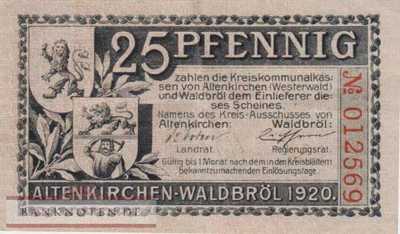 25 PFENNIG
zahlen die Kreiskommunalkas-
sen von Altenkirchen (Westerwald)
und Waldbröl dem Einlieferer die-
ses Scheines.
Namens des Kreis-Ausschusses von
Altenkirchen: Waldbröl:
Landrat. Regierungsrat.
Gültig bis 1 Monat nach dem in den Kreisblättern
bekanntzumachenden Einlösungstage.
ALTENKIRCHEN-WALDBRÖL 1920.
№ 012569
BANKNOTEN.DE